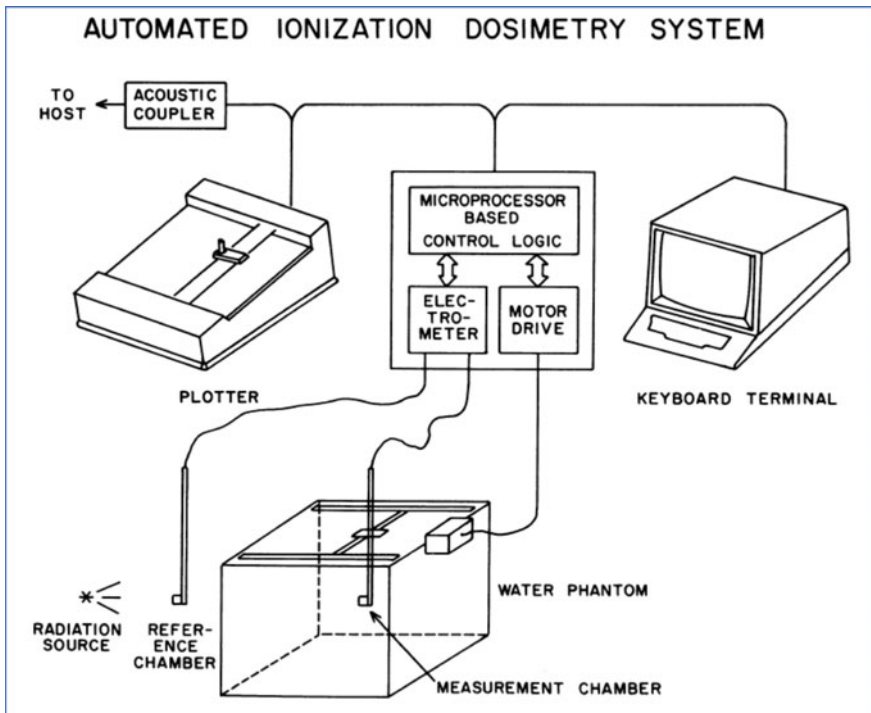 AUTOMATED IONIZATION DOSIMETRY SYSTEM
TO
HOST
ACOUSTIC
COUPLER
MICROPROCESSOR
BASED
CONTROL LOGIC
ELEC-
TRO-
METER
MOTOR
DRIVE
PLOTTER
KEYBOARD TERMINAL
WATER PHANTOM
RADIATION
SOURCE
REFER-
ENCE
CHAMBER
MEASUREMENT CHAMBER